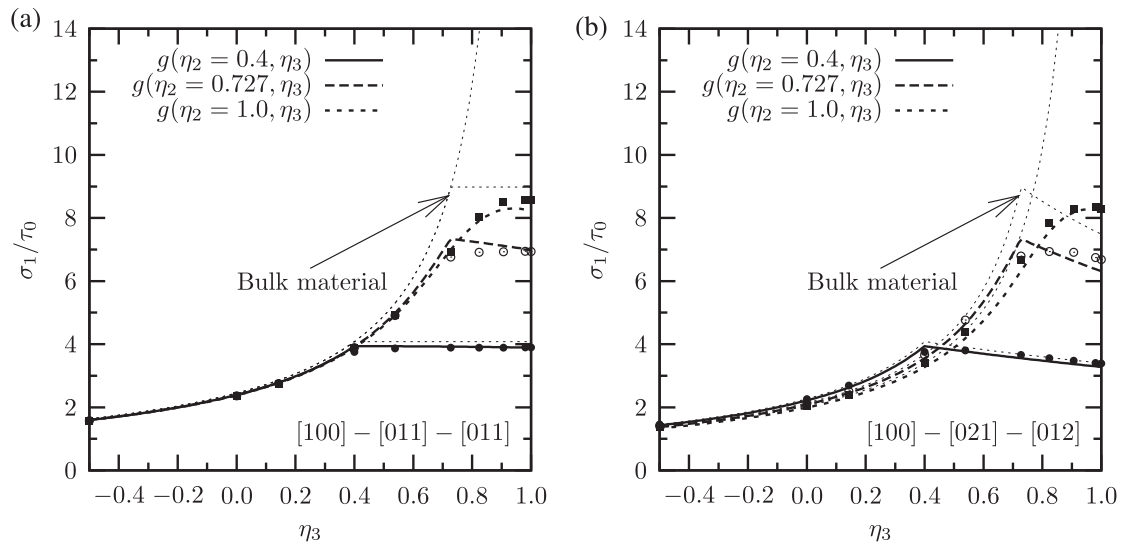 (a)
14
12
10
8
6
4
2
0
σ₁/τ₀
g(η₂ = 0.4, η₃)
g(η₂ = 0.727, η₃)
g(η₂ = 1.0, η₃)
Bulk material
[100] − [011] − [011]
−0.4 −0.2 0.0 0.2 0.4 0.6 0.8 1.0
η₃
(b)
14
12
10
8
6
4
2
0
σ₁/τ₀
g(η₂ = 0.4, η₃)
g(η₂ = 0.727, η₃)
g(η₂ = 1.0, η₃)
Bulk material
[100] − [021] − [012]
−0.4 −0.2 0.0 0.2 0.4 0.6 0.8 1.0
η₃